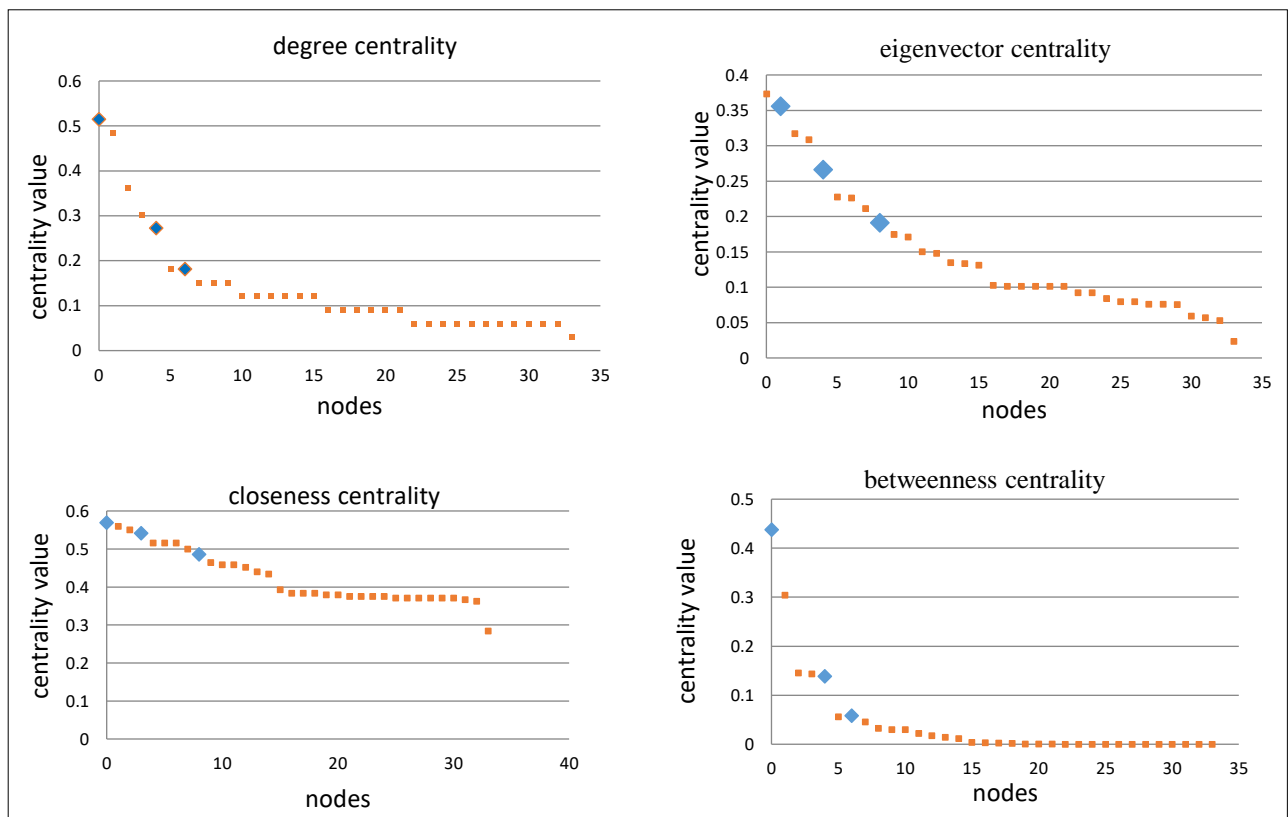 degree centrality
0.6
0.5
0.4
0.3
0.2
0.1
0
centrality value
0 5 10 15 20 25 30 35
nodes
eigenvector centrality
0.4
0.35
0.3
0.25
0.2
0.15
0.1
0.05
0
centrality value
0 5 10 15 20 25 30 35
nodes
closeness centrality
0.6
0.5
0.4
0.3
0.2
0.1
0
centrality value
0 10 20 30 40
nodes
betweenness centrality
0.5
0.4
0.3
0.2
0.1
0
centrality value
0 5 10 15 20 25 30 35
nodes